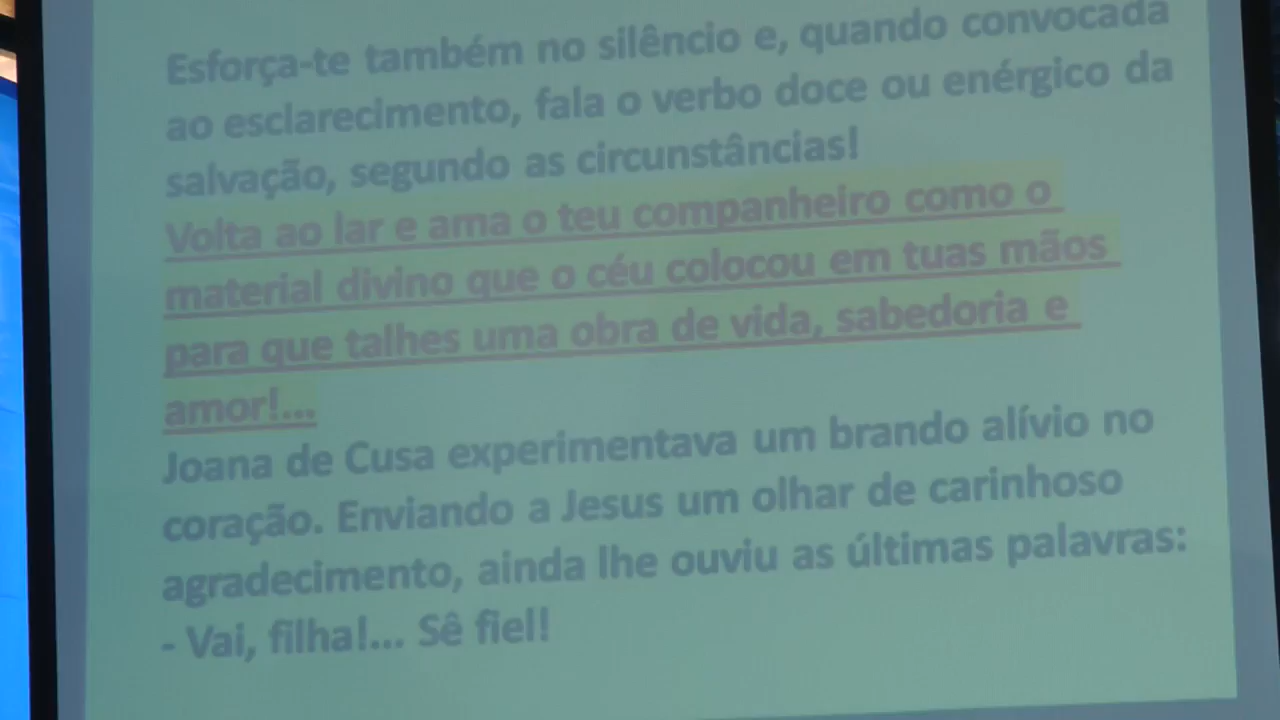 Esforça-te também no silêncio e, quando convocada
ao esclarecimento, fala o verbo doce ou enérgico da
salvação, segundo as circunstâncias!
Volta ao lar e ama o teu companheiro como o
material divino que o céu colocou em tuas mãos
para que talhes uma obra de vida, sabedoria e
amor!...
Joana de Cusa experimentava um brando alívio no
coração. Enviando a Jesus um olhar de carinhoso
agradecimento, ainda lhe ouviu as últimas palavras:
- Vai, filha!... Sê fiel!